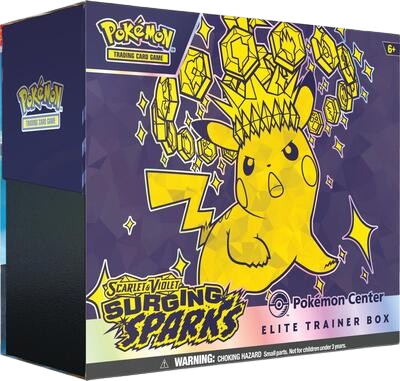 Pokémon
TRADING CARD GAME
6+
Pokémon
TRADING CARD GAME
SCARLET & VIOLET
SURGING
SPARKS
Pokémon Center
ELITE TRAINER BOX
WARNING: CHOKING HAZARD Small parts. Not for children under 3 years.